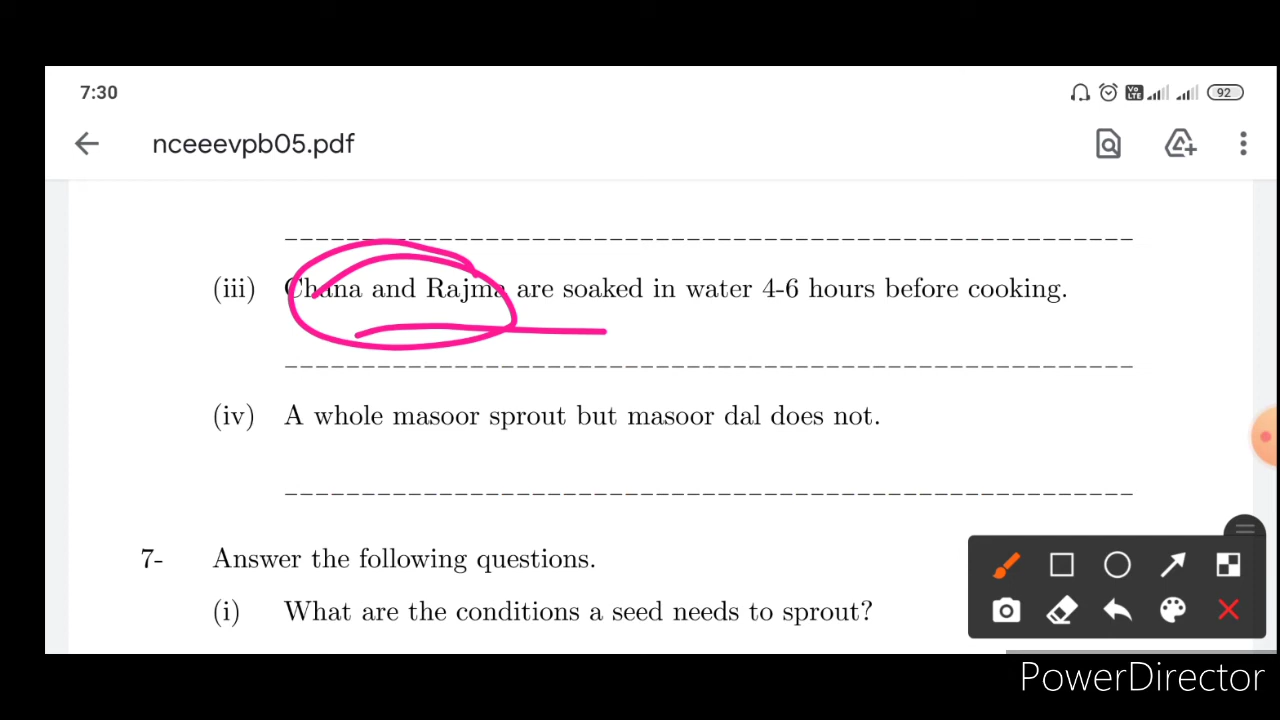 7:30
Vo LTE
92
nceeevpb05.pdf
(iii) Chana and Rajma are soaked in water 4-6 hours before cooking.
(iv) A whole masoor sprout but masoor dal does not.
7- Answer the following questions.
(i) What are the conditions a seed needs to sprout?
PowerDirector